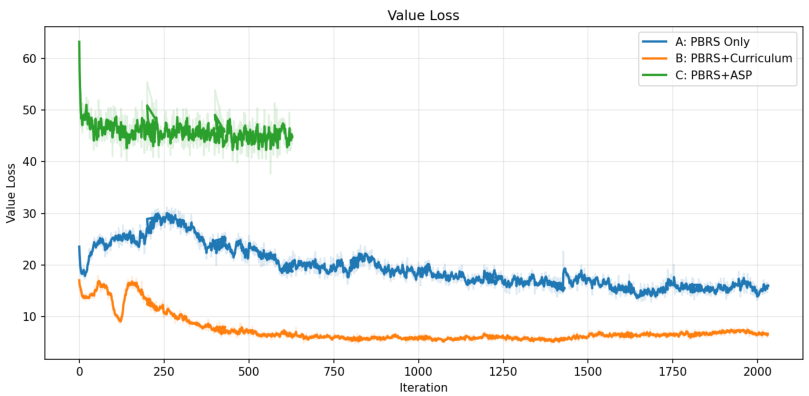 Value Loss
A: PBRS Only
B: PBRS+Curriculum
C: PBRS+ASP
Value Loss
60
50
40
30
20
10
0 250 500 750 1000 1250 1500 1750 2000
Iteration